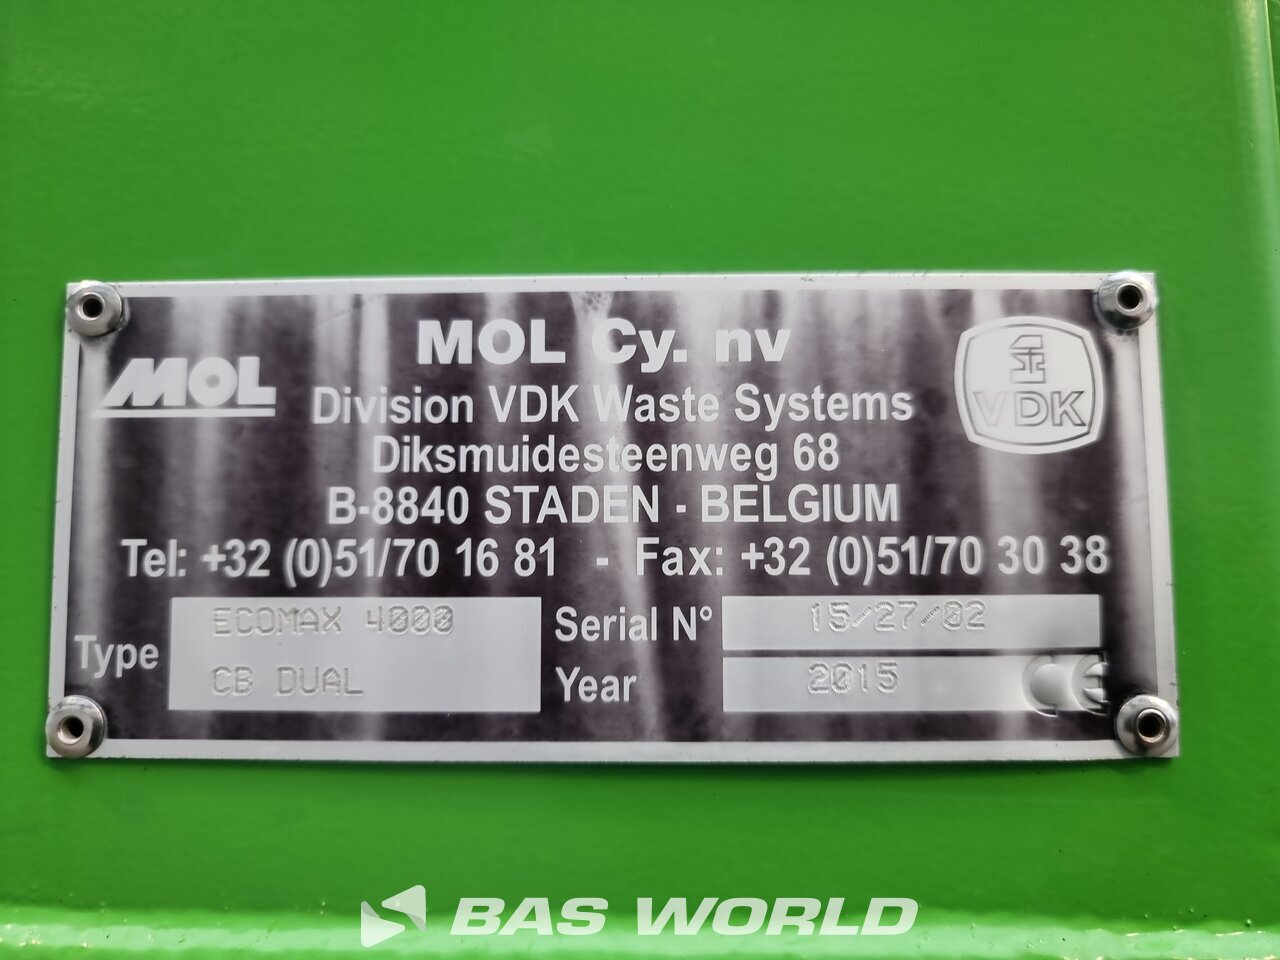 MOL Cy. nv
MOL
VDK
Division VDK Waste Systems
Diksmuidesteenweg 68
B-8840 STADEN - BELGIUM
Tel: +32 (0)51/70 16 81 - Fax: +32 (0)51/70 30 38
Type ECOMAX 4000
CB DUAL
Serial N° 15/27/02
Year 2015 CE
BAS WORLD